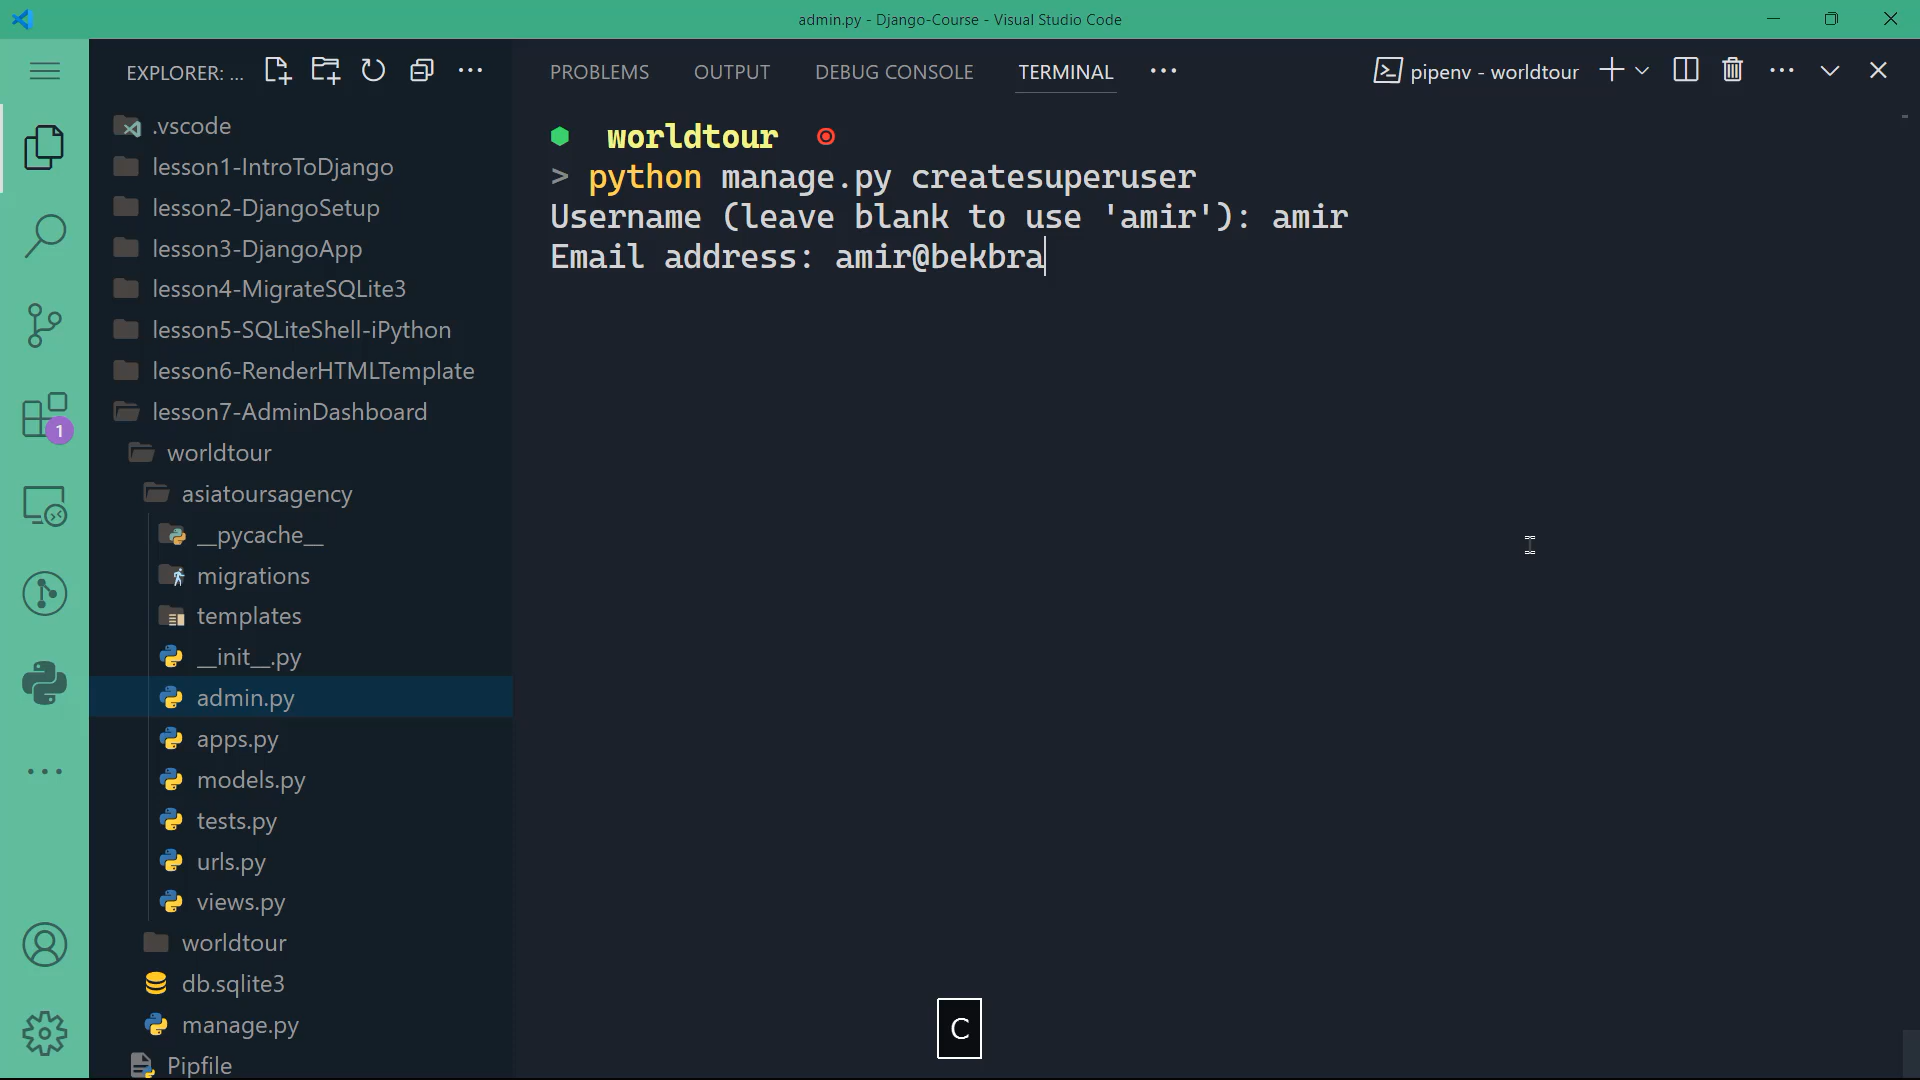 admin.py - Django-Course - Visual Studio Code
EXPLORER: ...
PROBLEMS OUTPUT DEBUG CONSOLE TERMINAL
pipenv - worldtour
.vscode
lesson1-IntroToDjango
lesson2-DjangoSetup
lesson3-DjangoApp
lesson4-MigrateSQLite3
lesson5-SQLiteShell-iPython
lesson6-RenderHTMLTemplate
lesson7-AdminDashboard
worldtour
asiatoursagency
__pycache__
migrations
templates
__init__.py
admin.py
apps.py
models.py
tests.py
urls.py
views.py
worldtour
db.sqlite3
manage.py
Pipfile
1
worldtour
> python manage.py createsuperuser
Username (leave blank to use 'amir'): amir
Email address: amir@bekbra
C